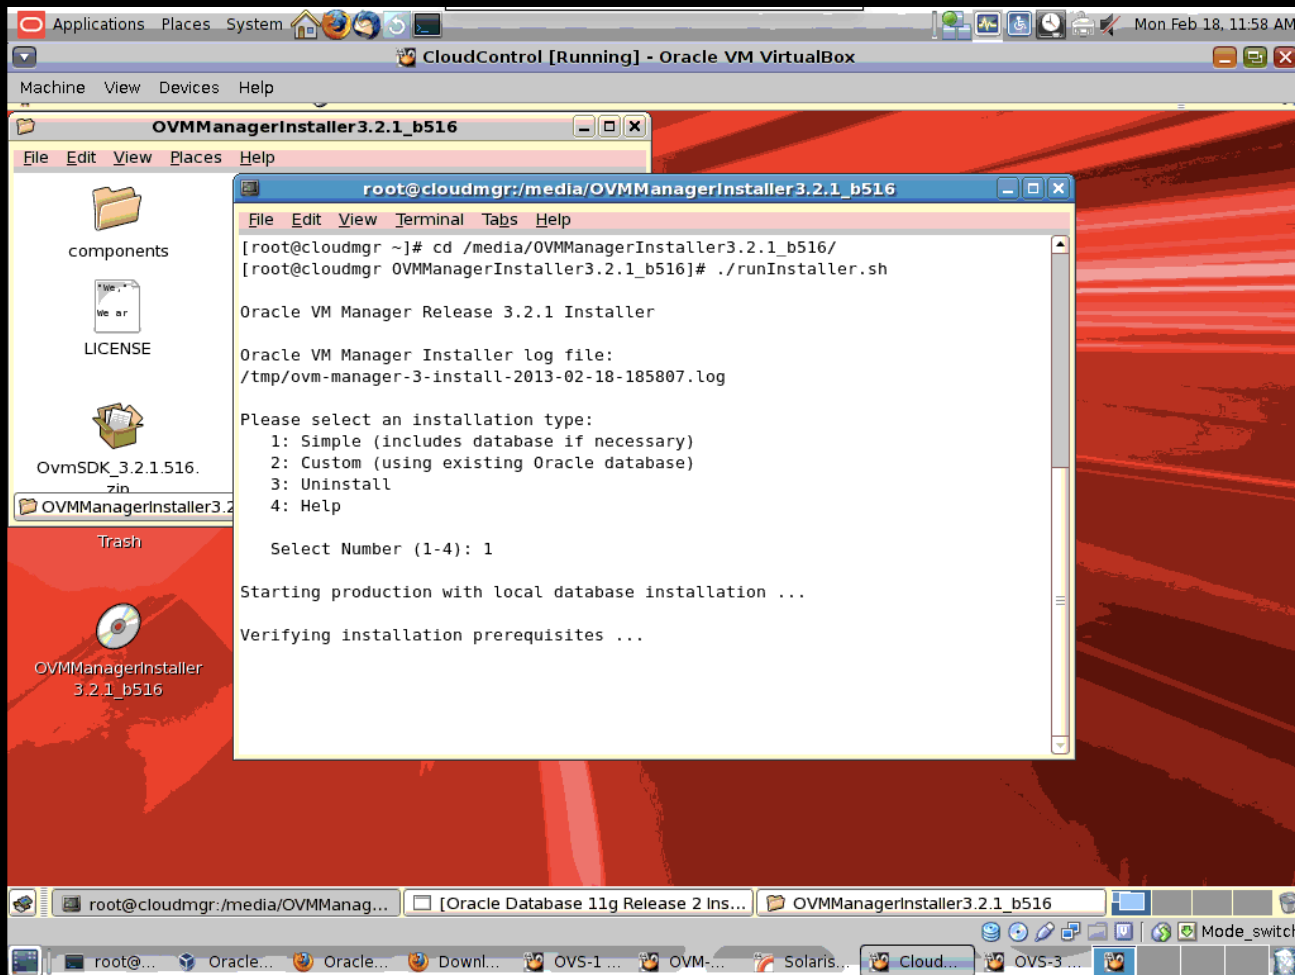 Applications Places System Mon Feb 18, 11:58 AM
CloudControl [Running] - Oracle VM VirtualBox
Machine View Devices Help
OVMManagerInstaller3.2.1_b516
File Edit View Places Help
components
"We,"
We ar
LICENSE
OvmSDK_3.2.1.516.
zip
OVMManagerInstaller3.2
Trash
OVMManagerInstaller
3.2.1_b516
root@cloudmgr:/media/OVMManagerInstaller3.2.1_b516
File Edit View Terminal Tabs Help
[root@cloudmgr ~]# cd /media/OVMManagerInstaller3.2.1_b516/
[root@cloudmgr OVMManagerInstaller3.2.1_b516]# ./runInstaller.sh
Oracle VM Manager Release 3.2.1 Installer
Oracle VM Manager Installer log file:
/tmp/ovm-manager-3-install-2013-02-18-185807.log
Please select an installation type:
1: Simple (includes database if necessary)
2: Custom (using existing Oracle database)
3: Uninstall
4: Help
Select Number (1-4): 1
Starting production with local database installation ...
Verifying installation prerequisites ...
root@cloudmgr:/media/OVMManag... [Oracle Database 11g Release 2 Ins... OVMManagerInstaller3.2.1_b516
Mode_switch
root@... Oracle... Oracle... Downl... OVS-1 ... OVM-... Solaris... Cloud... OVS-3 ...